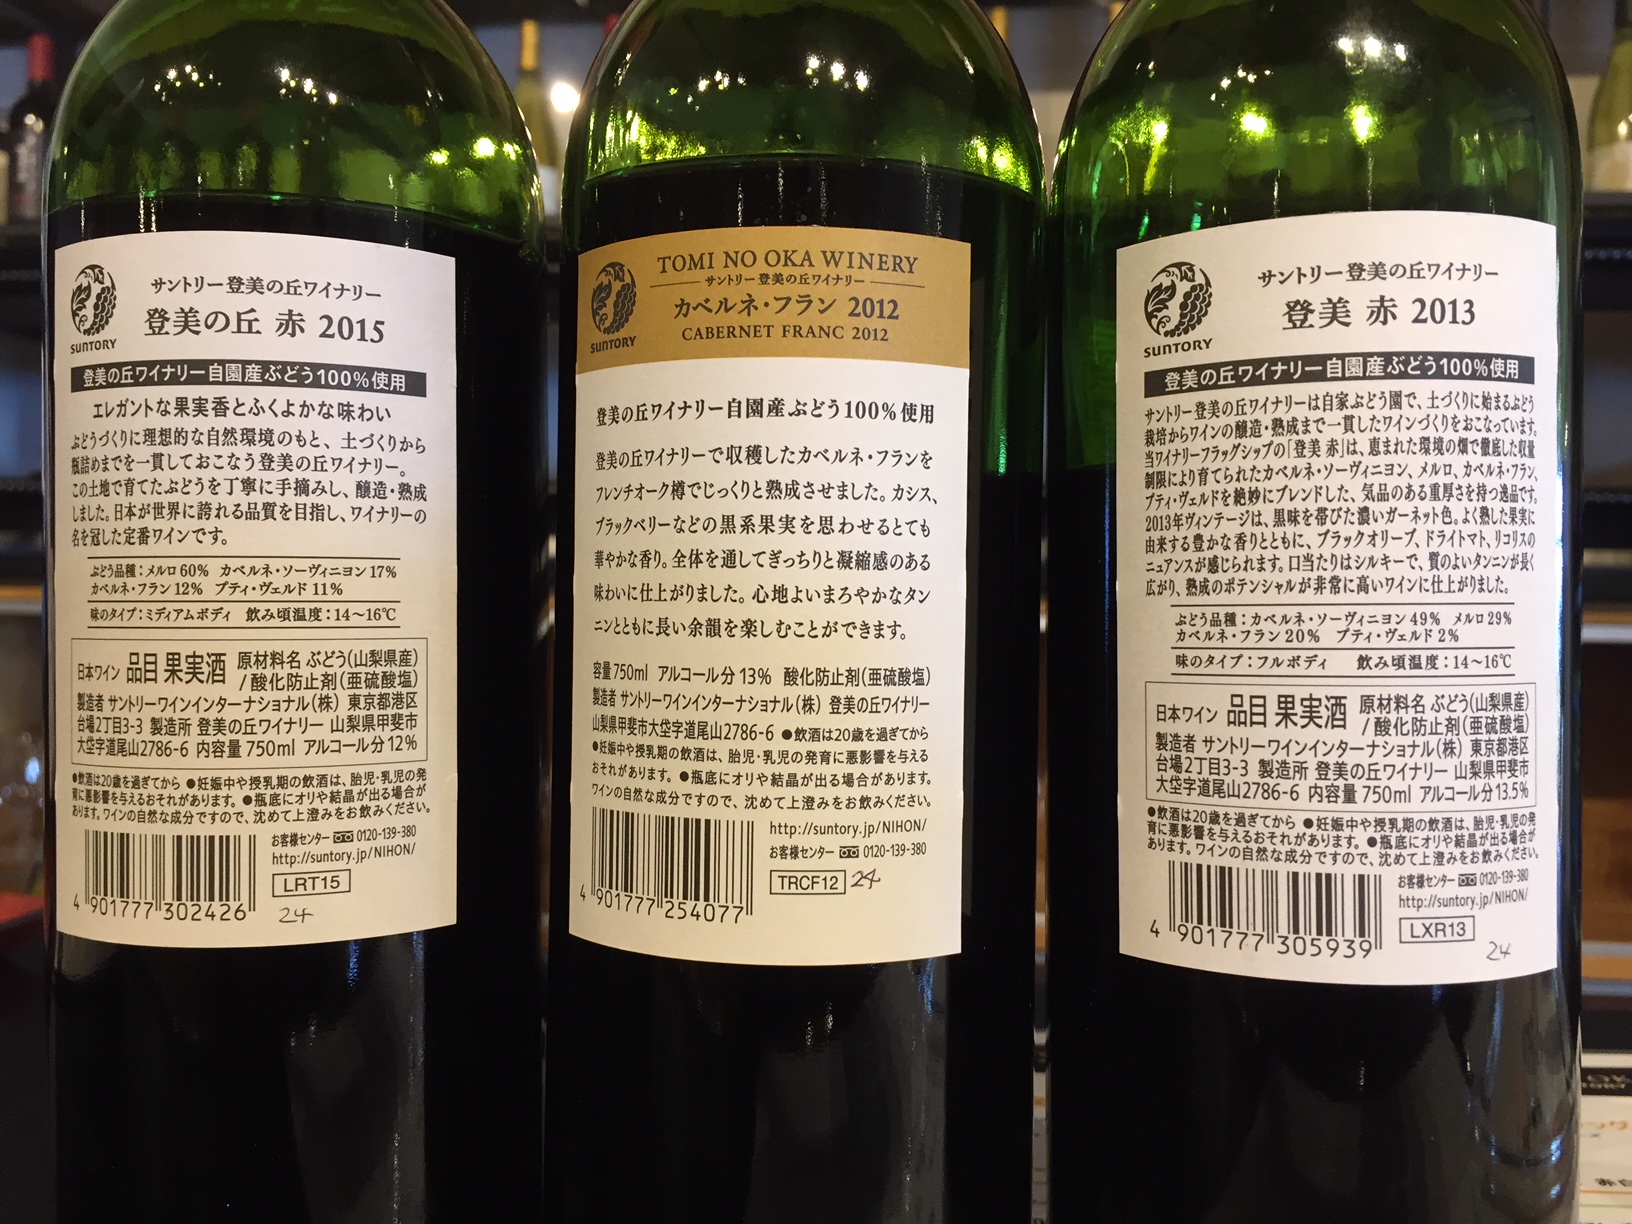 サントリー登美の丘ワイナリー
登美の丘 赤 2015
SUNTORY
登美の丘ワイナリー自園産ぶどう100%使用
エレガントな果実香とふくよかな味わい
ぶどうづくりに理想的な自然環境のもと、土づくりから
瓶詰めまでを一貫しておこなう登美の丘ワイナリー。
この土地で育てたぶどうを丁寧に手摘みし、醸造・熟成
しました。日本が世界に誇れる品質を目指し、ワイナリーの
名を冠した定番ワインです。
ぶどう品種：メルロ60% カベルネ・ソーヴィニヨン17%
カベルネ・フラン12% プティ・ヴェルド11%
味のタイプ：ミディアムボディ 飲み頃温度：14～16℃
日本ワイン 品目 果実酒 原材料名 ぶどう(山梨県産)
/酸化防止剤(亜硫酸塩)
製造者 サントリーワインインターナショナル(株) 東京都港区
台場2丁目3-3 製造所 登美の丘ワイナリー 山梨県甲斐市
大垈字道尾山2786-6 内容量 750ml アルコール分12%
●飲酒は20歳を過ぎてから ●妊娠中や授乳期の飲酒は、胎児・乳児の発
育に悪影響を与えるおそれがあります。●瓶底にオリや結晶が出る場合が
あります。ワインの自然な成分ですので、沈めて上澄みをお飲みください。
お客様センター 0120-139-380
http://suntory.jp/NIHON/
LRT15
4 901777 302426
24
TOMI NO OKA WINERY
サントリー登美の丘ワイナリー
カベルネ・フラン 2012
CABERNET FRANC 2012
SUNTORY
登美の丘ワイナリー自園産ぶどう100%使用
登美の丘ワイナリーで収穫したカベルネ・フランを
フレンチオーク樽でじっくりと熟成させました。カシス、
ブラックベリーなどの黒系果実を思わせるとても
華やかな香り。全体を通してぎっちりと凝縮感のある
味わいに仕上がりました。心地よいまろやかなタン
ニンとともに長い余韻を楽しむことができます。
容量750ml アルコール分13% 酸化防止剤(亜硫酸塩)
製造者 サントリーワインインターナショナル(株) 登美の丘ワイナリー
山梨県甲斐市大垈字道尾山2786-6 ●飲酒は20歳を過ぎてから
●妊娠中や授乳期の飲酒は、胎児・乳児の発育に悪影響を与える
おそれがあります。●瓶底にオリや結晶が出る場合があります。
ワインの自然な成分ですので、沈めて上澄みをお飲みください。
http://suntory.jp/NIHON/
お客様センター 0120-139-380
TRCF12 24
4 901777 254077
サントリー登美の丘ワイナリー
登美 赤 2013
SUNTORY
登美の丘ワイナリー自園産ぶどう100%使用
サントリー登美の丘ワイナリーは自家ぶどう園で、土づくりに始まるぶどう
栽培からワインの醸造・熟成まで一貫したワインづくりをおこなっています。
当ワイナリーフラッグシップの「登美 赤」は、恵まれた環境の畑で徹底した収量
制限により育てられたカベルネ・ソーヴィニヨン、メルロ、カベルネ・フラン、
プティ・ヴェルドを絶妙にブレンドした、気品のある重厚さを持つ逸品です。
2013年ヴィンテージは、黒味を帯びた濃いガーネット色。よく熟した果実に
由来する豊かな香りとともに、ブラックオリーブ、ドライトマト、リコリスの
ニュアンスが感じられます。口当たりはシルキーで、質のよいタンニンが長く
広がり、熟成のポテンシャルが非常に高いワインに仕上がりました。
ぶどう品種：カベルネ・ソーヴィニヨン49% メルロ29%
カベルネ・フラン20% プティ・ヴェルド2%
味のタイプ：フルボディ 飲み頃温度：14～16℃
日本ワイン 品目 果実酒 原材料名 ぶどう(山梨県産)
/酸化防止剤(亜硫酸塩)
製造者 サントリーワインインターナショナル(株) 東京都港区
台場2丁目3-3 製造所 登美の丘ワイナリー 山梨県甲斐市
大垈字道尾山2786-6 内容量 750ml アルコール分13.5%
●飲酒は20歳を過ぎてから ●妊娠中や授乳期の飲酒は、胎児・乳児の発
育に悪影響を与えるおそれがあります。●瓶底にオリや結晶が出る場合が
あります。ワインの自然な成分ですので、沈めて上澄みをお飲みください。
お客様センター 0120-139-380
http://suntory.jp/NIHON/
LXR13
4 901777 305939
24